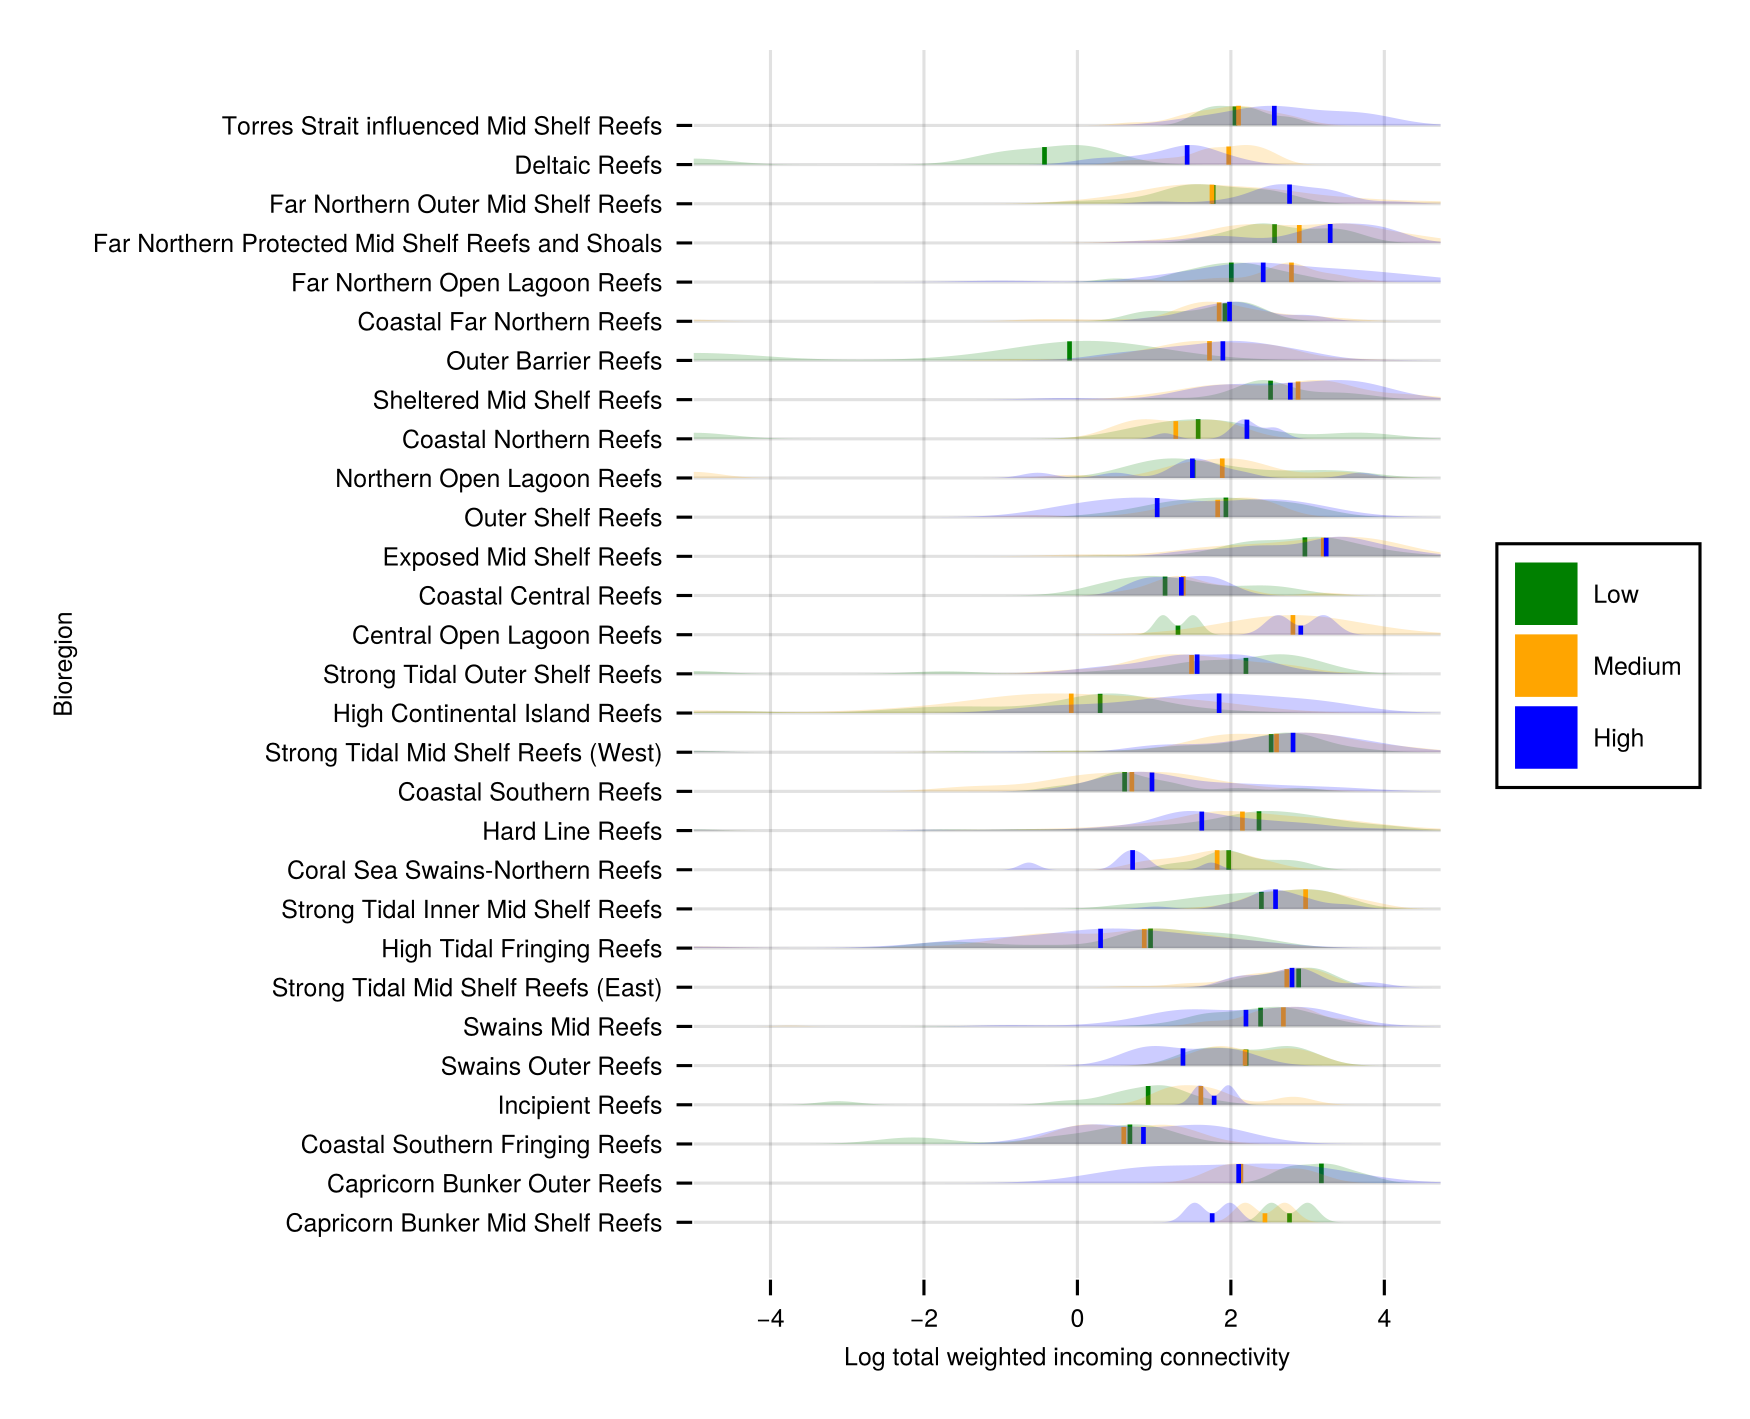 Torres Strait influenced Mid Shelf Reefs
Deltaic Reefs
Far Northern Outer Mid Shelf Reefs
Far Northern Protected Mid Shelf Reefs and Shoals
Far Northern Open Lagoon Reefs
Coastal Far Northern Reefs
Outer Barrier Reefs
Sheltered Mid Shelf Reefs
Coastal Northern Reefs
Northern Open Lagoon Reefs
Outer Shelf Reefs
Exposed Mid Shelf Reefs
Coastal Central Reefs
Central Open Lagoon Reefs
Strong Tidal Outer Shelf Reefs
High Continental Island Reefs
Strong Tidal Mid Shelf Reefs (West)
Coastal Southern Reefs
Hard Line Reefs
Coral Sea Swains-Northern Reefs
Strong Tidal Inner Mid Shelf Reefs
High Tidal Fringing Reefs
Strong Tidal Mid Shelf Reefs (East)
Swains Mid Reefs
Swains Outer Reefs
Incipient Reefs
Coastal Southern Fringing Reefs
Capricorn Bunker Outer Reefs
Capricorn Bunker Mid Shelf Reefs
Bioregion
−4 −2 0 2 4
Log total weighted incoming connectivity
Low
Medium
High